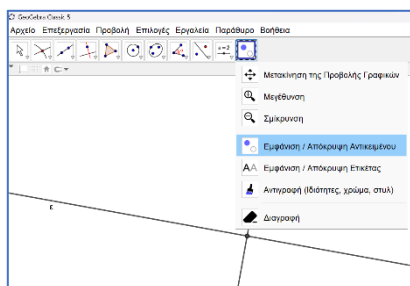 GeoGebra Classic 5
Αρχείο Επεξεργασία Προβολή Επιλογές Εργαλεία Παράθυρο Βοήθεια
Μετακίνηση της Προβολής Γραφικών
Μεγέθυνση
Σμίκρυνση
Εμφάνιση / Απόκρυψη Αντικειμένου
AA Εμφάνιση / Απόκρυψη Ετικέτας
Αντιγραφή (Ιδιότητες, χρώμα, στυλ)
Διαγραφή
ε